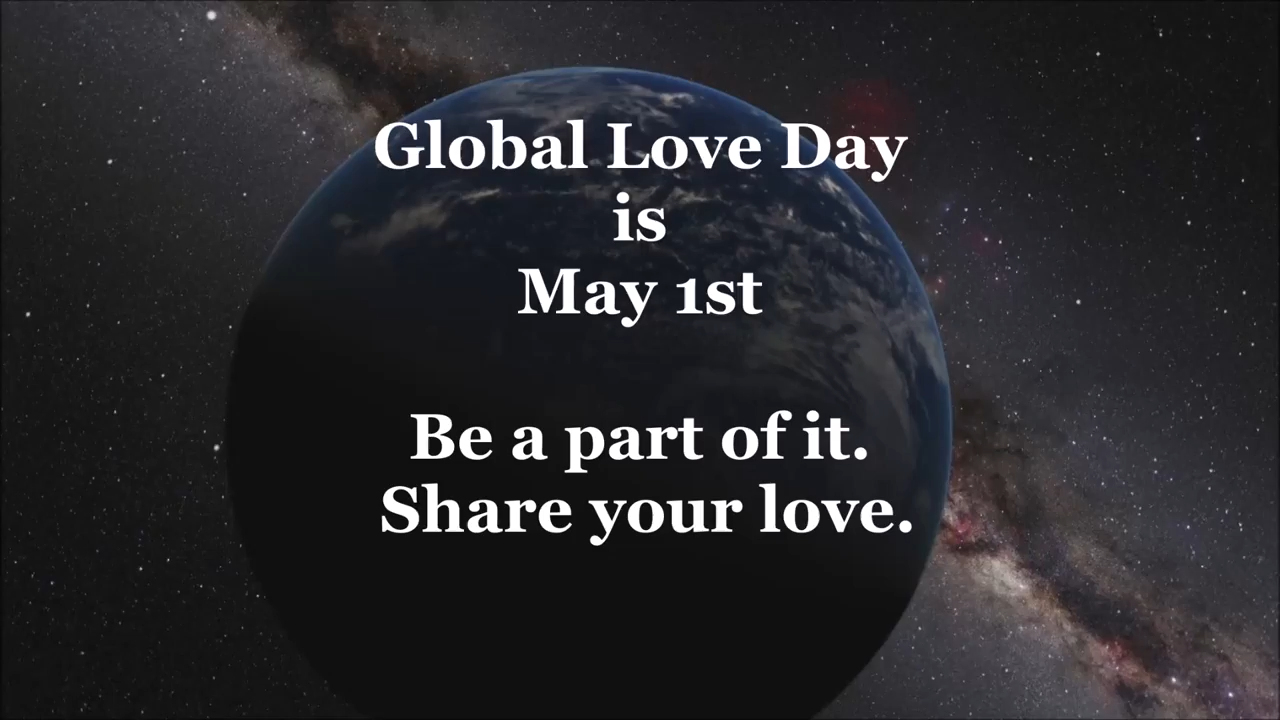 Global Love Day
is
May 1st
Be a part of it.
Share your love.